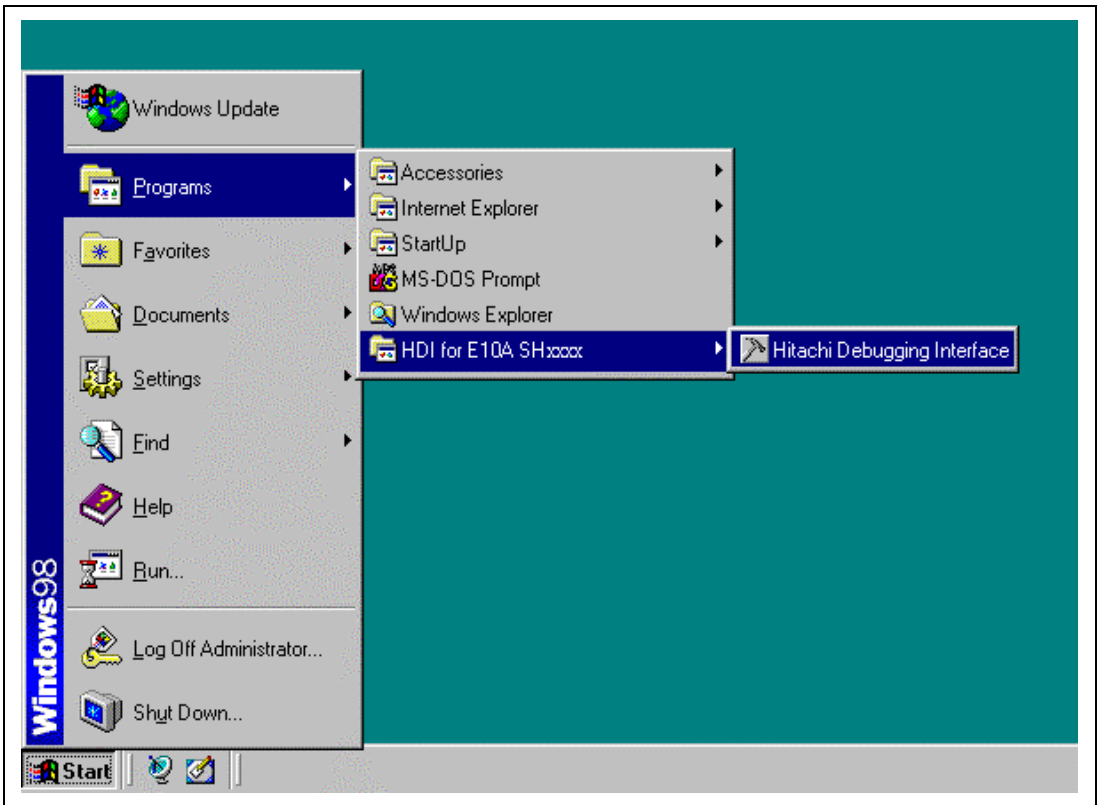 Windows Update
Programs
Favorites
Documents
Settings
Find
Help
Run...
Log Off Administrator...
Shut Down...
Windows98
Accessories
Internet Explorer
StartUp
MS-DOS Prompt
Windows Explorer
HDI for E10A SHxxxx
Hitachi Debugging Interface
Start